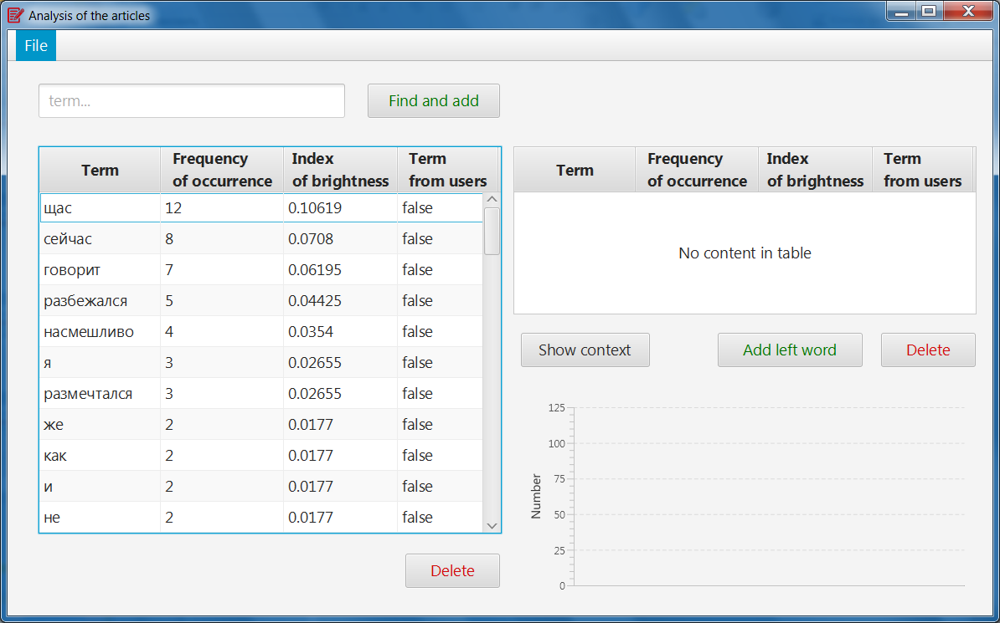 Analysis of the articles
File
term...
Find and add
Term
Frequency
of occurrence
Index
of brightness
Term
from users
щас 12 0.10619 false
сейчас 8 0.0708 false
говорит 7 0.06195 false
разбежался 5 0.04425 false
насмешливо 4 0.0354 false
я 3 0.02655 false
размечтался 3 0.02655 false
же 2 0.0177 false
как 2 0.0177 false
и 2 0.0177 false
не 2 0.0177 false
Delete
Term
Frequency
of occurrence
Index
of brightness
Term
from users
No content in table
Show context
Add left word
Delete
Number
125
100
75
50
25
0